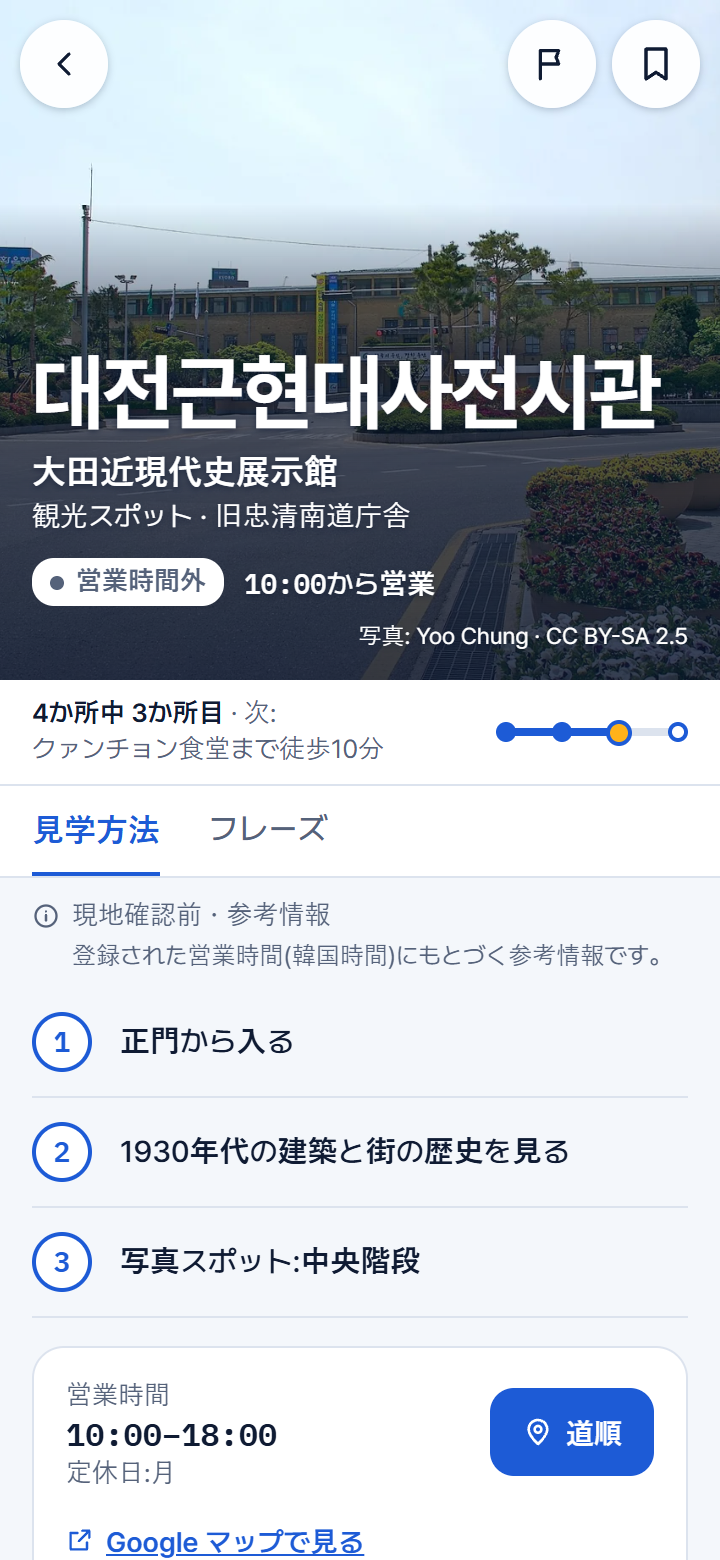 대전근현대사전시관
大田近現代史展示館
観光スポット · 旧忠清南道庁舎
営業時間外 10:00から営業
写真: Yoo Chung · CC BY-SA 2.5
4か所中 3か所目 · 次:
クァンチョン食堂まで徒歩10分
見学方法 フレーズ
現地確認前 · 参考情報
登録された営業時間(韓国時間)にもとづく参考情報です。
1 正門から入る
2 1930年代の建築と街の歴史を見る
3 写真スポット:中央階段
営業時間
10:00–18:00
定休日:月
道順
Google マップで見る